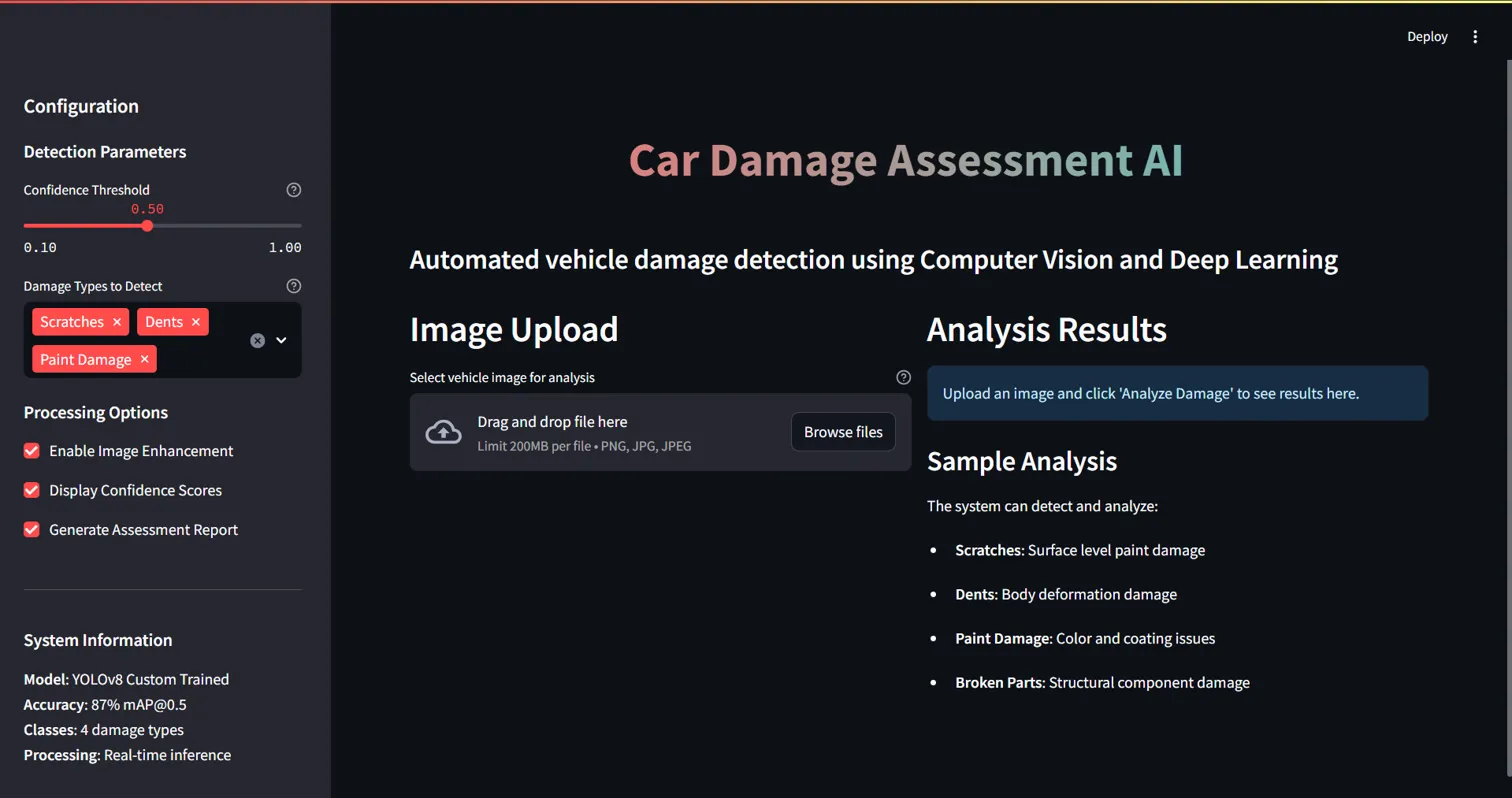 Deploy
Configuration
Detection Parameters
Confidence Threshold
0.50
0.10 1.00
Damage Types to Detect
Scratches × Dents ×
Paint Damage ×
Processing Options
Enable Image Enhancement
Display Confidence Scores
Generate Assessment Report
System Information
Model: YOLOv8 Custom Trained
Accuracy: 87% mAP@0.5
Classes: 4 damage types
Processing: Real-time inference
Car Damage Assessment AI
Automated vehicle damage detection using Computer Vision and Deep Learning
Image Upload
Select vehicle image for analysis
Drag and drop file here
Limit 200MB per file • PNG, JPG, JPEG
Browse files
Analysis Results
Upload an image and click 'Analyze Damage' to see results here.
Sample Analysis
The system can detect and analyze:
• Scratches: Surface level paint damage
• Dents: Body deformation damage
• Paint Damage: Color and coating issues
• Broken Parts: Structural component damage